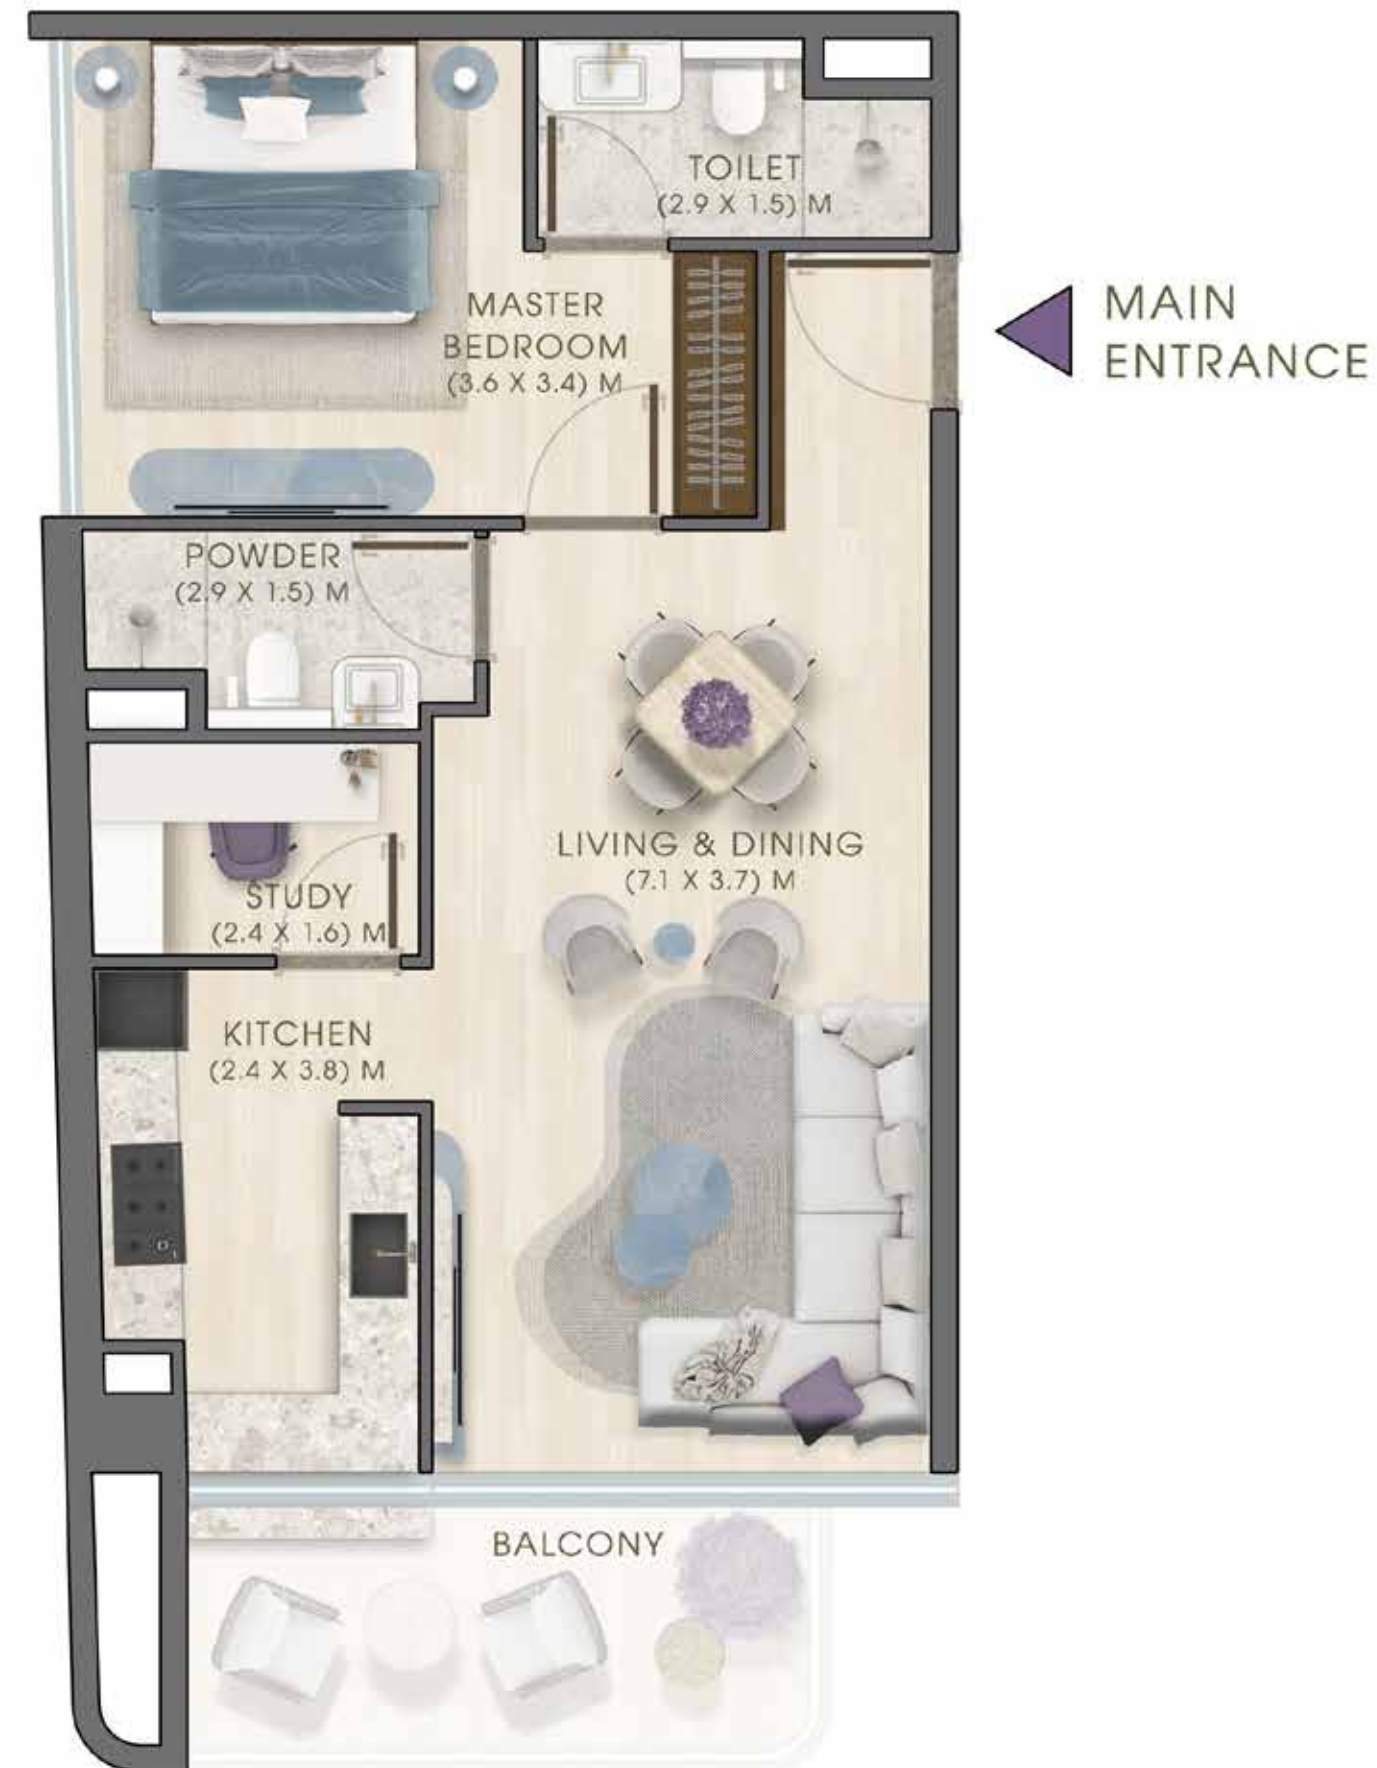 TOILET
(2.9 X 1.5) M
MAIN
ENTRANCE
MASTER
BEDROOM
(3.6 X 3.4) M
POWDER
(2.9 X 1.5) M
LIVING & DINING
(7.1 X 3.7) M
STUDY
(2.4 X 1.6) M
KITCHEN
(2.4 X 3.8) M
BALCONY